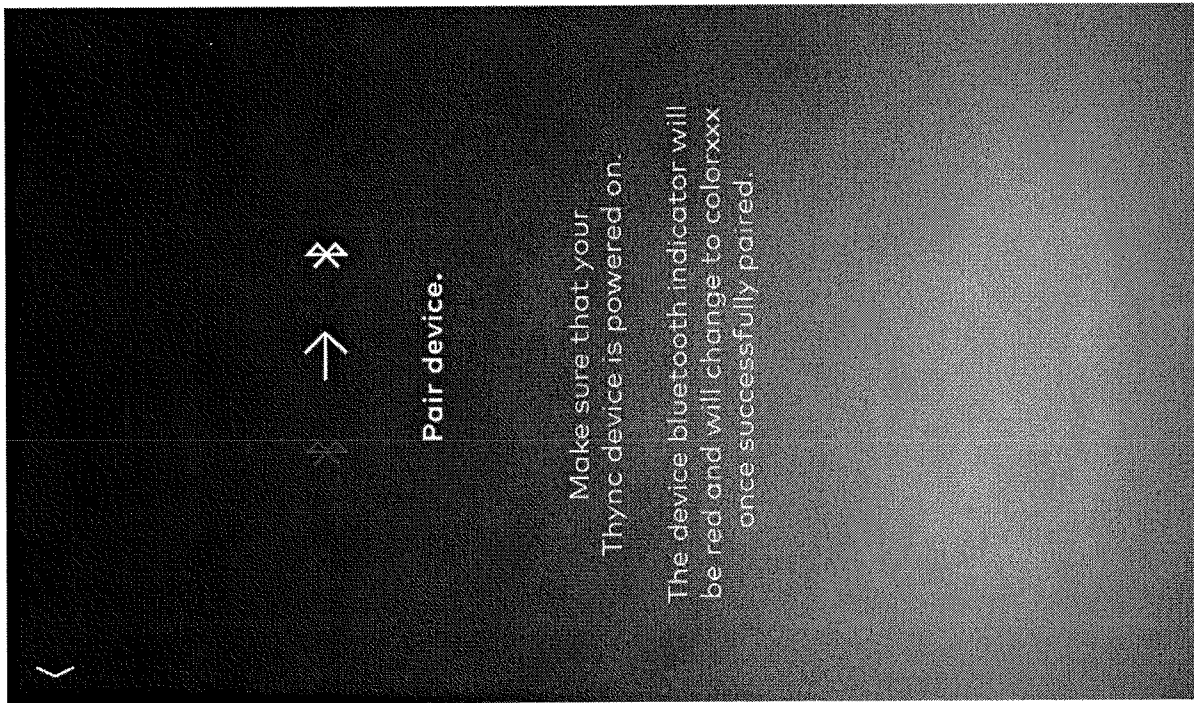 Pair device.
Make sure that your
Thync device is powered on.
The device bluetooth indicator will
be red and will change to colorxxx
once successfully paired.